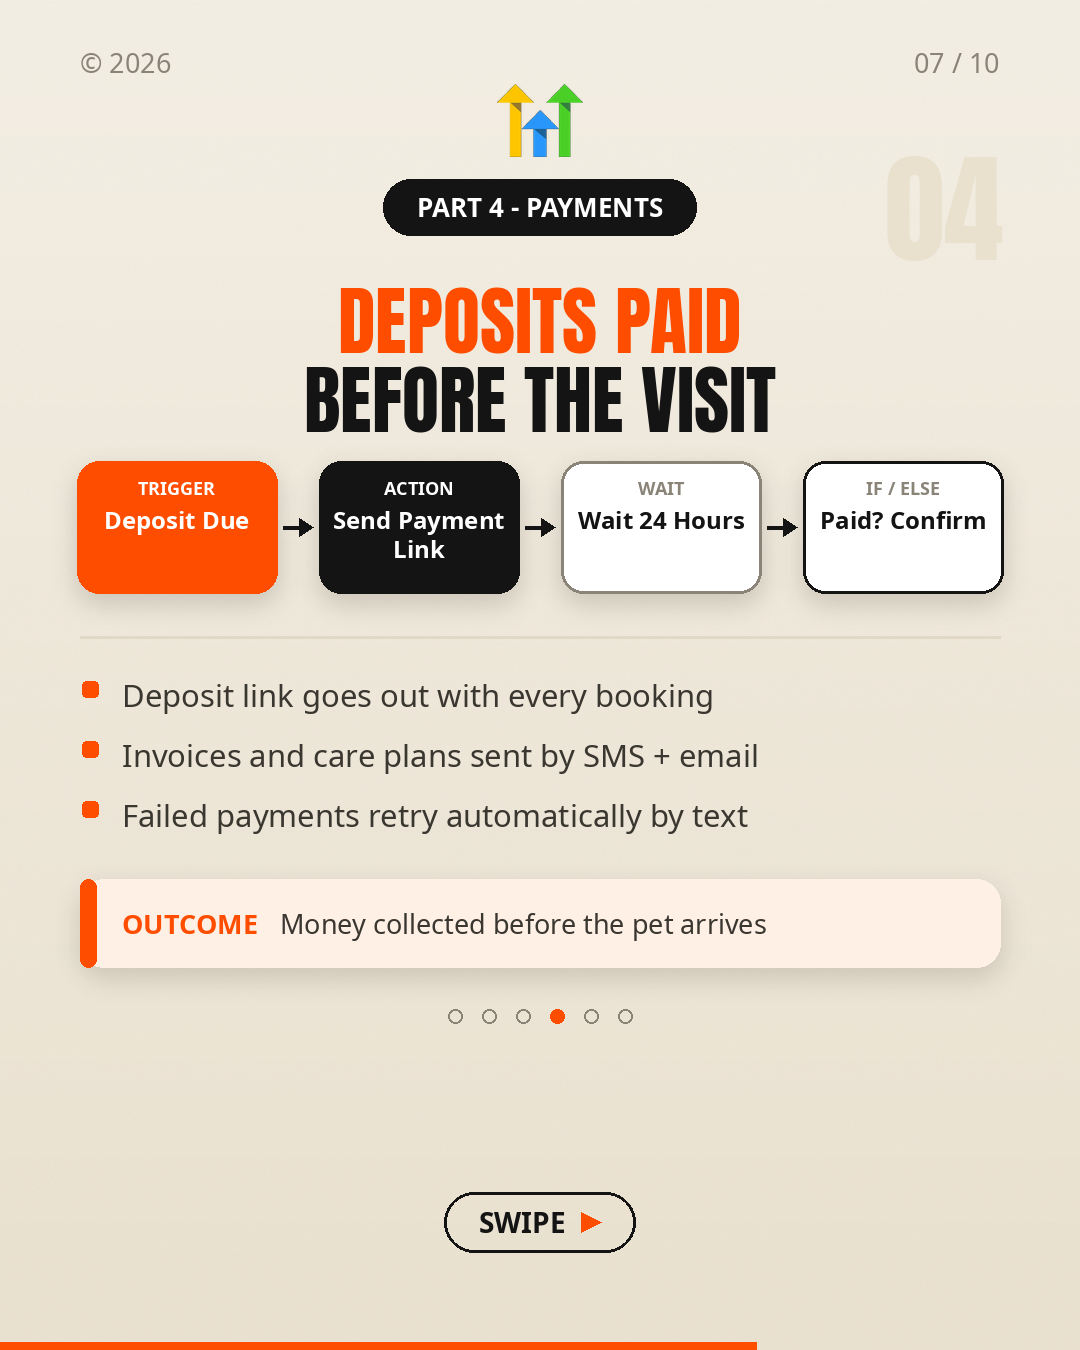 © 2026
07 / 10
PART 4 - PAYMENTS
04
DEPOSITS PAID
BEFORE THE VISIT
TRIGGER
Deposit Due
ACTION
Send Payment
Link
WAIT
Wait 24 Hours
IF / ELSE
Paid? Confirm
Deposit link goes out with every booking
Invoices and care plans sent by SMS + email
Failed payments retry automatically by text
OUTCOME Money collected before the pet arrives
SWIPE